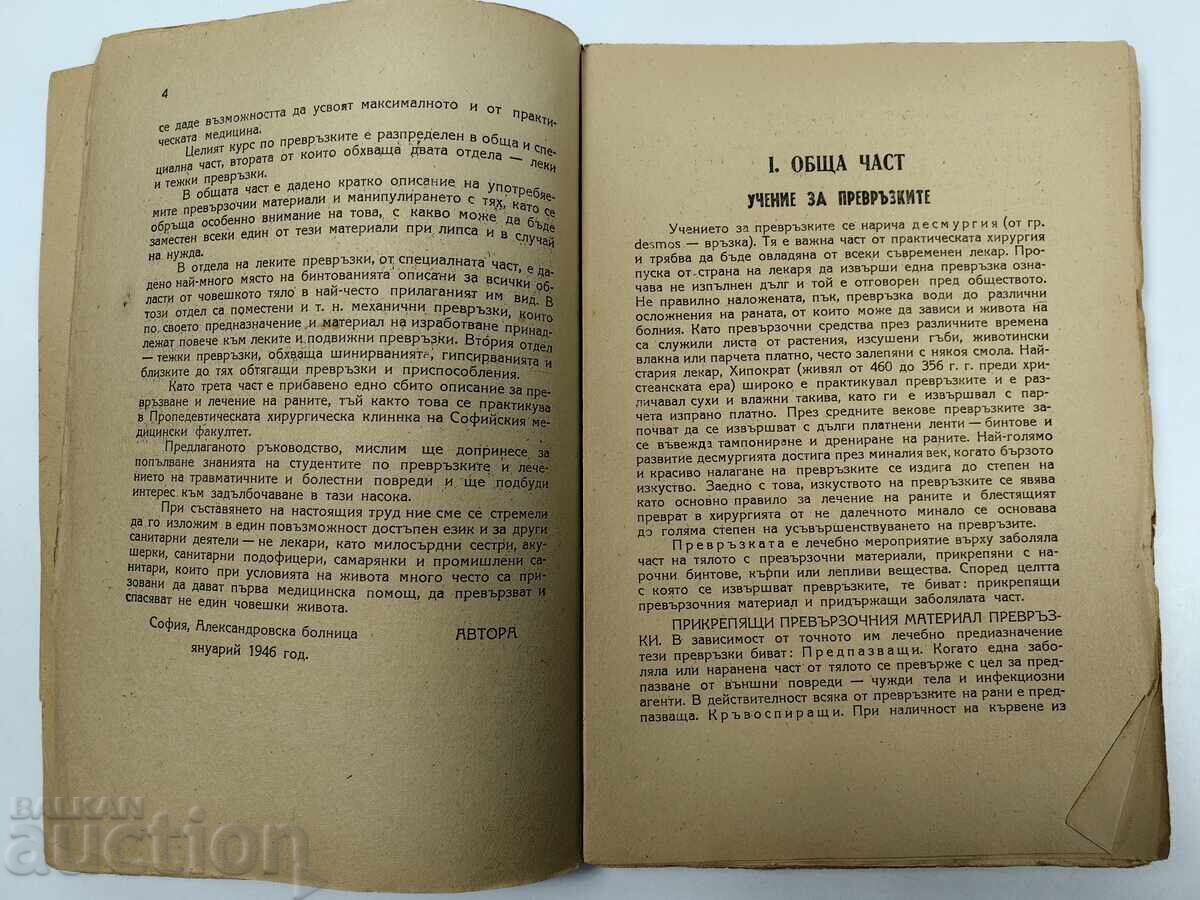 4
се даде възможността да усвоят максималното и от практи-
ческата медицина.
Целият курс по превръзките е разпределен в обща и спе-
циална част, втората от които обхваща двата отдела — леки
и тежки превръзки.
В общата част е дадено кратко описание на употребяе-
мите превързочни материали и манипулирането с тях, като се
обръща особенно внимание на това, с какво може да бъде
заместен всеки един от тези материали при липса и в случай
на нужда.
В отдела на леките превръзки, от специалната част, е да-
дено най-много място на бинтованията описани за всички об-
ласти от човешкото тяло в най-често прилаганият им вид. В
този отдел са поместени и т. н. механични превръзки, които
по своето предназначение и материал на изработване принад-
лежат повече към леките и подвижни превръзки. Втория отдел
— тежки превръзки, обхваща шинирванията, гипсирванията и
близките до тях обтягащи превръзки и приспособления.
Като трета част е прибавено едно сбито описание за пре-
вързване и лечение на раните, тъй както това се практикува
в Пропедевтическата хирургическа клиннка на Софийския ме-
дицински факултет.
Предлаганото ръководство, мислим ще допринесе за
попълване знанията на студентите по превръзките и лече-
нието на травматичните и болестни повреди и ще подбуди
интерес към задълбочаване в тази насока.
При съставянето на настоящия труд ние сме се стремели
да го изложим в един повъзможност достъпен език и за други
санитарни деятели — не лекари, като милосърдни сестри, аку-
шерки, санитарни подофицери, самарянки и промишлени са-
нитари, които при условията на живота много често са при-
зовани да дават първа медицинска помощ, да превързват и
спасяват не един човешки живота.
София, Александровска болница АВТОРА
януарий 1946 год.
I. ОБЩА ЧАСТ
УЧЕНИЕ ЗА ПРЕВРЪЗКИТЕ
Учението за превръзките се нарича десмургия (от гр.
desmos — връзка). Тя е важна част от практическата хирургия
и трябва да бъде овладяна от всеки съвременен лекар. Про-
пуска от страна на лекаря да извърши една превръзка озна-
чава не изпълнен дълг и той е отговорен пред обществото.
Не правилно наложената, пък, превръзка води до различни
осложнения на раната, от които може да зависи и живота на
болния. Като превързочни средства през различните времена
са служили листа от растения, изсушени гъби, животински
влакна или парчета платно, често залепяни с някоя смола. Най-
стария лекар, Хипократ (живял от 460 до 356 г. г. преди хри-
стеанската ера) широко е практикувал превръзките и е раз-
личавал сухи и влажни такива, като ги е извършвал с пар-
чета изпрано платно. През средните векове превръзките за-
почват да се извършват с дълги платнени ленти — бинтове и
се въвежда тампониране и дрениране на раните. Най-голямо
развитие десмургията достига през миналия век, когато бързото
и красиво налагане на превръзките се издига до степен на
изкуство. Заедно с това, изкуството на превръзките се явява
като основно правило за лечение на раните и блестящият
преврат в хирургията от не далечното минало се основава
до голяма степен на усъвършенствуването на превръзите.
Превръзката е лечебно мероприятие върху заболяла
част на тялото с превързочни материали, прикрепяни с на-
рочни бинтове, кърпи или лепливи вещества. Според целтта
с която се извършват превръзките, те биват: прикрепящи
превързочния материал и придържащи заболялата част.
ПРИКРЕПЯЩИ ПРЕВЪРЗОЧНИЯ МАТЕРИАЛ ПРЕВРЪЗ-
КИ. В зависимост от точното им лечебно предиазначение
тези превръзки биват: Предпазващи. Когато една забо-
ляла или наранена част от тялото се превърже с цел за пред-
пазване от външни повреди — чужди тела и инфекциозни
агенти. В действителност всяка от превръзките на рани е пред-
пазваща. Кръвоспиращи. При наличност на кървене из
BALKAN
auction